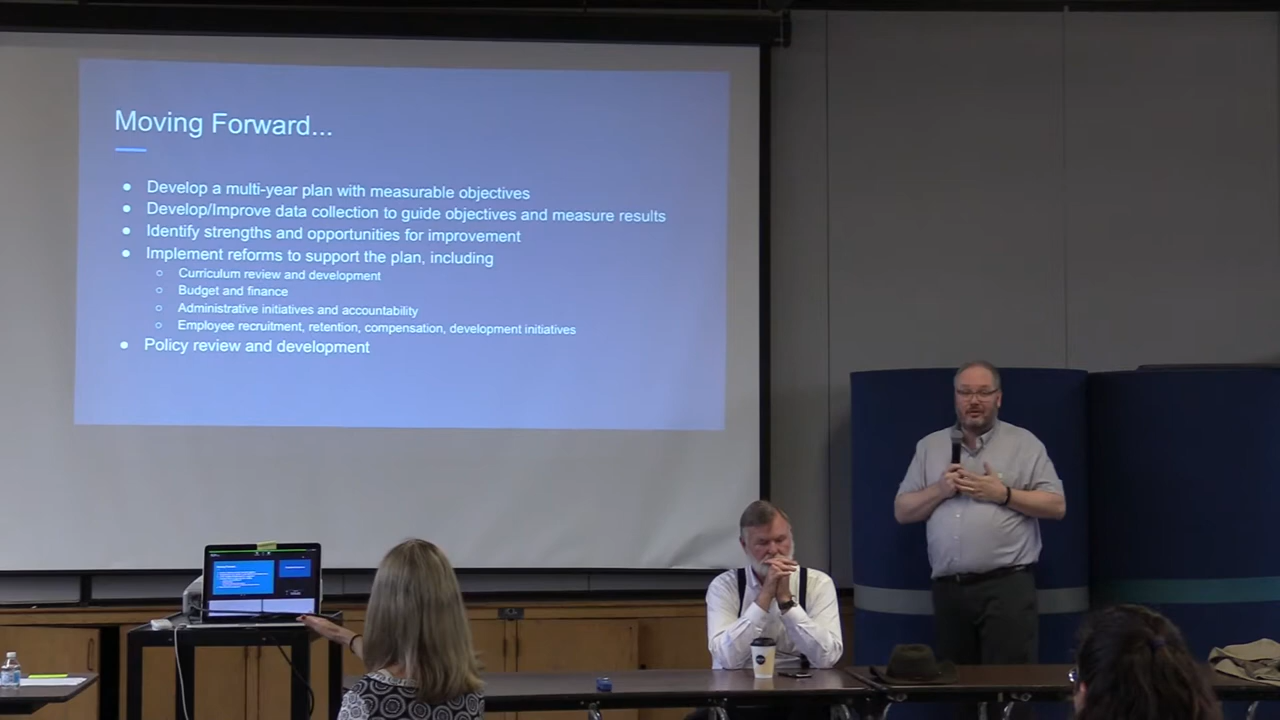 Moving Forward...
● Develop a multi-year plan with measurable objectives
● Develop/Improve data collection to guide objectives and measure results
● Identify strengths and opportunities for improvement
● Implement reforms to support the plan, including
○ Curriculum review and development
○ Budget and finance
○ Administrative initiatives and accountability
○ Employee recruitment, retention, compensation, development initiatives
● Policy review and development